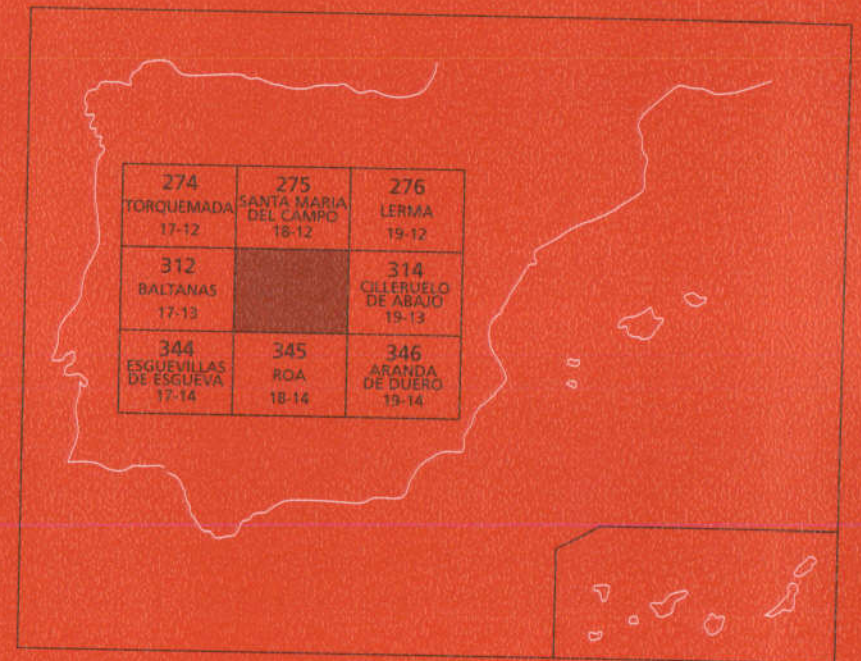 274
TORQUEMADA
17-12
275
SANTA MARIA
DEL CAMPO
18-12
276
LERMA
19-12
312
BALTANAS
17-13
314
CILLERUELO
DE ABAJO
19-13
344
ESGUEVILLAS
DE ESGUEVA
17-14
345
ROA
18-14
346
ARANDA
DE DUERO
19-14